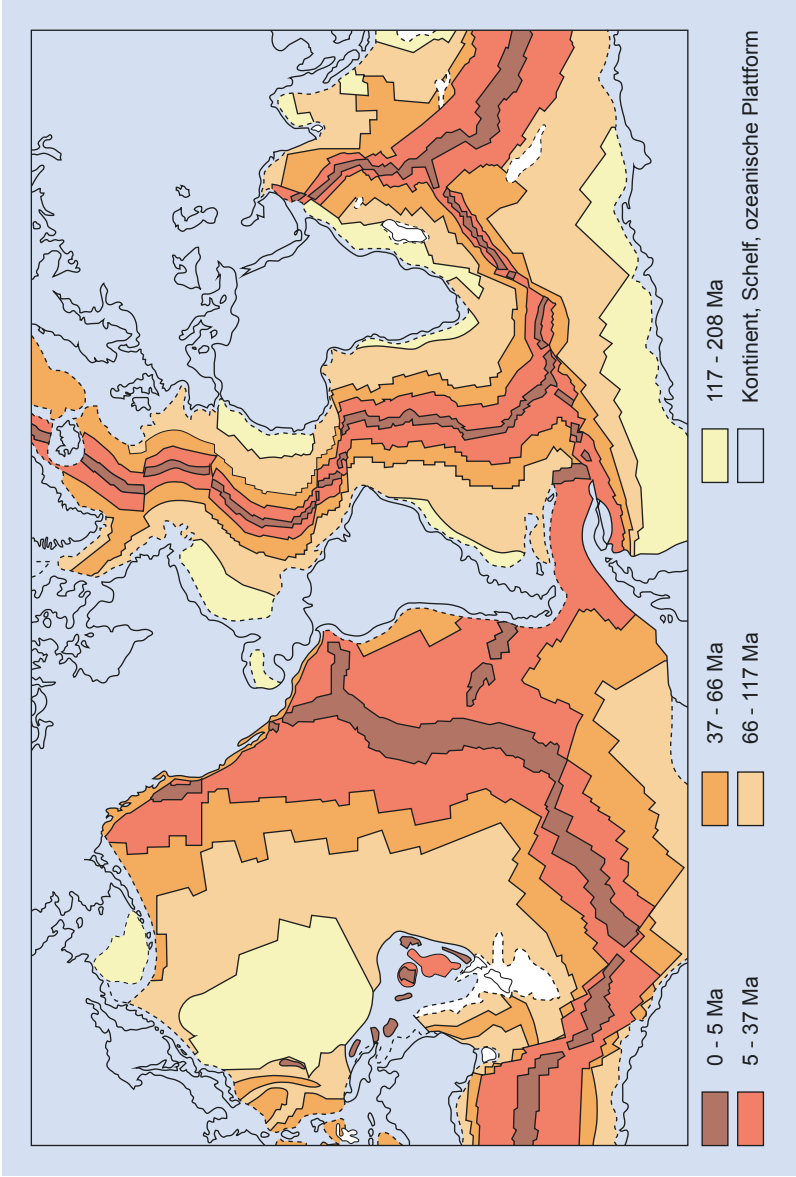 0 - 5 Ma
5 - 37 Ma
37 - 66 Ma
66 - 117 Ma
117 - 208 Ma
Kontinent, Schelf, ozeanische Plattform